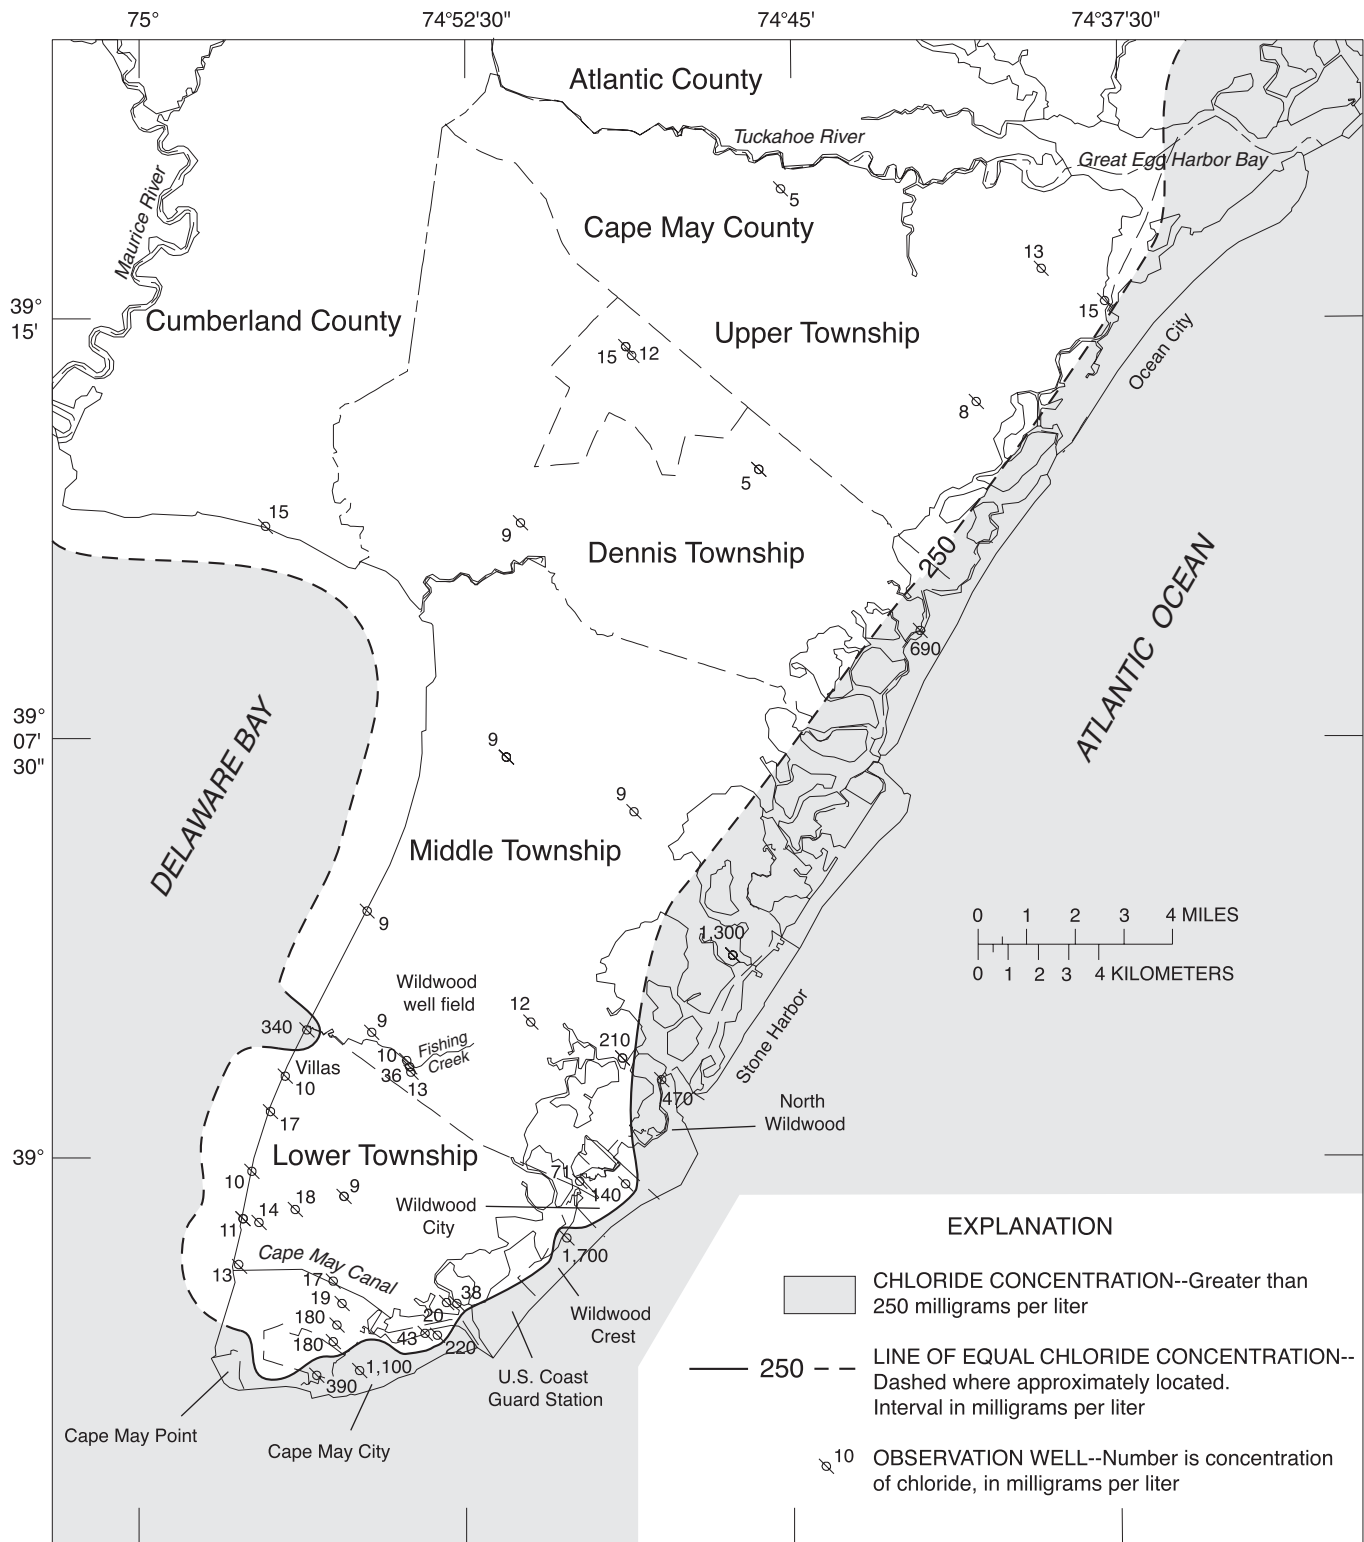 75°
74°52'30"
74°45'
74°37'30"
Atlantic County
Tuckahoe River
Great Egg Harbor Bay
Maurice River
5
Cape May County
13
39°
15'
15
Cumberland County
Upper Township
Ocean City
15
12
8
5
15
9
Dennis Township
250
690
ATLANTIC OCEAN
39°
07'
30"
DELAWARE BAY
9
9
Middle Township
9
0 1 2 3 4 MILES
0 1 2 3 4 KILOMETERS
1,300
Wildwood
well field
12
340
9
210
Fishing
Creek
10
36
13
Stone Harbor
Villas
10
470
North
Wildwood
17
39°
Lower Township
10
9
71
140
18
14
11
Wildwood
City
1,700
Cape May Canal
13
17
38
19
20
180
43
220
180
Wildwood
Crest
1,100
390
U.S. Coast
Guard Station
Cape May Point
Cape May City
EXPLANATION
CHLORIDE CONCENTRATION--Greater than
250 milligrams per liter
250
LINE OF EQUAL CHLORIDE CONCENTRATION--
Dashed where approximately located.
Interval in milligrams per liter
10
OBSERVATION WELL--Number is concentration
of chloride, in milligrams per liter